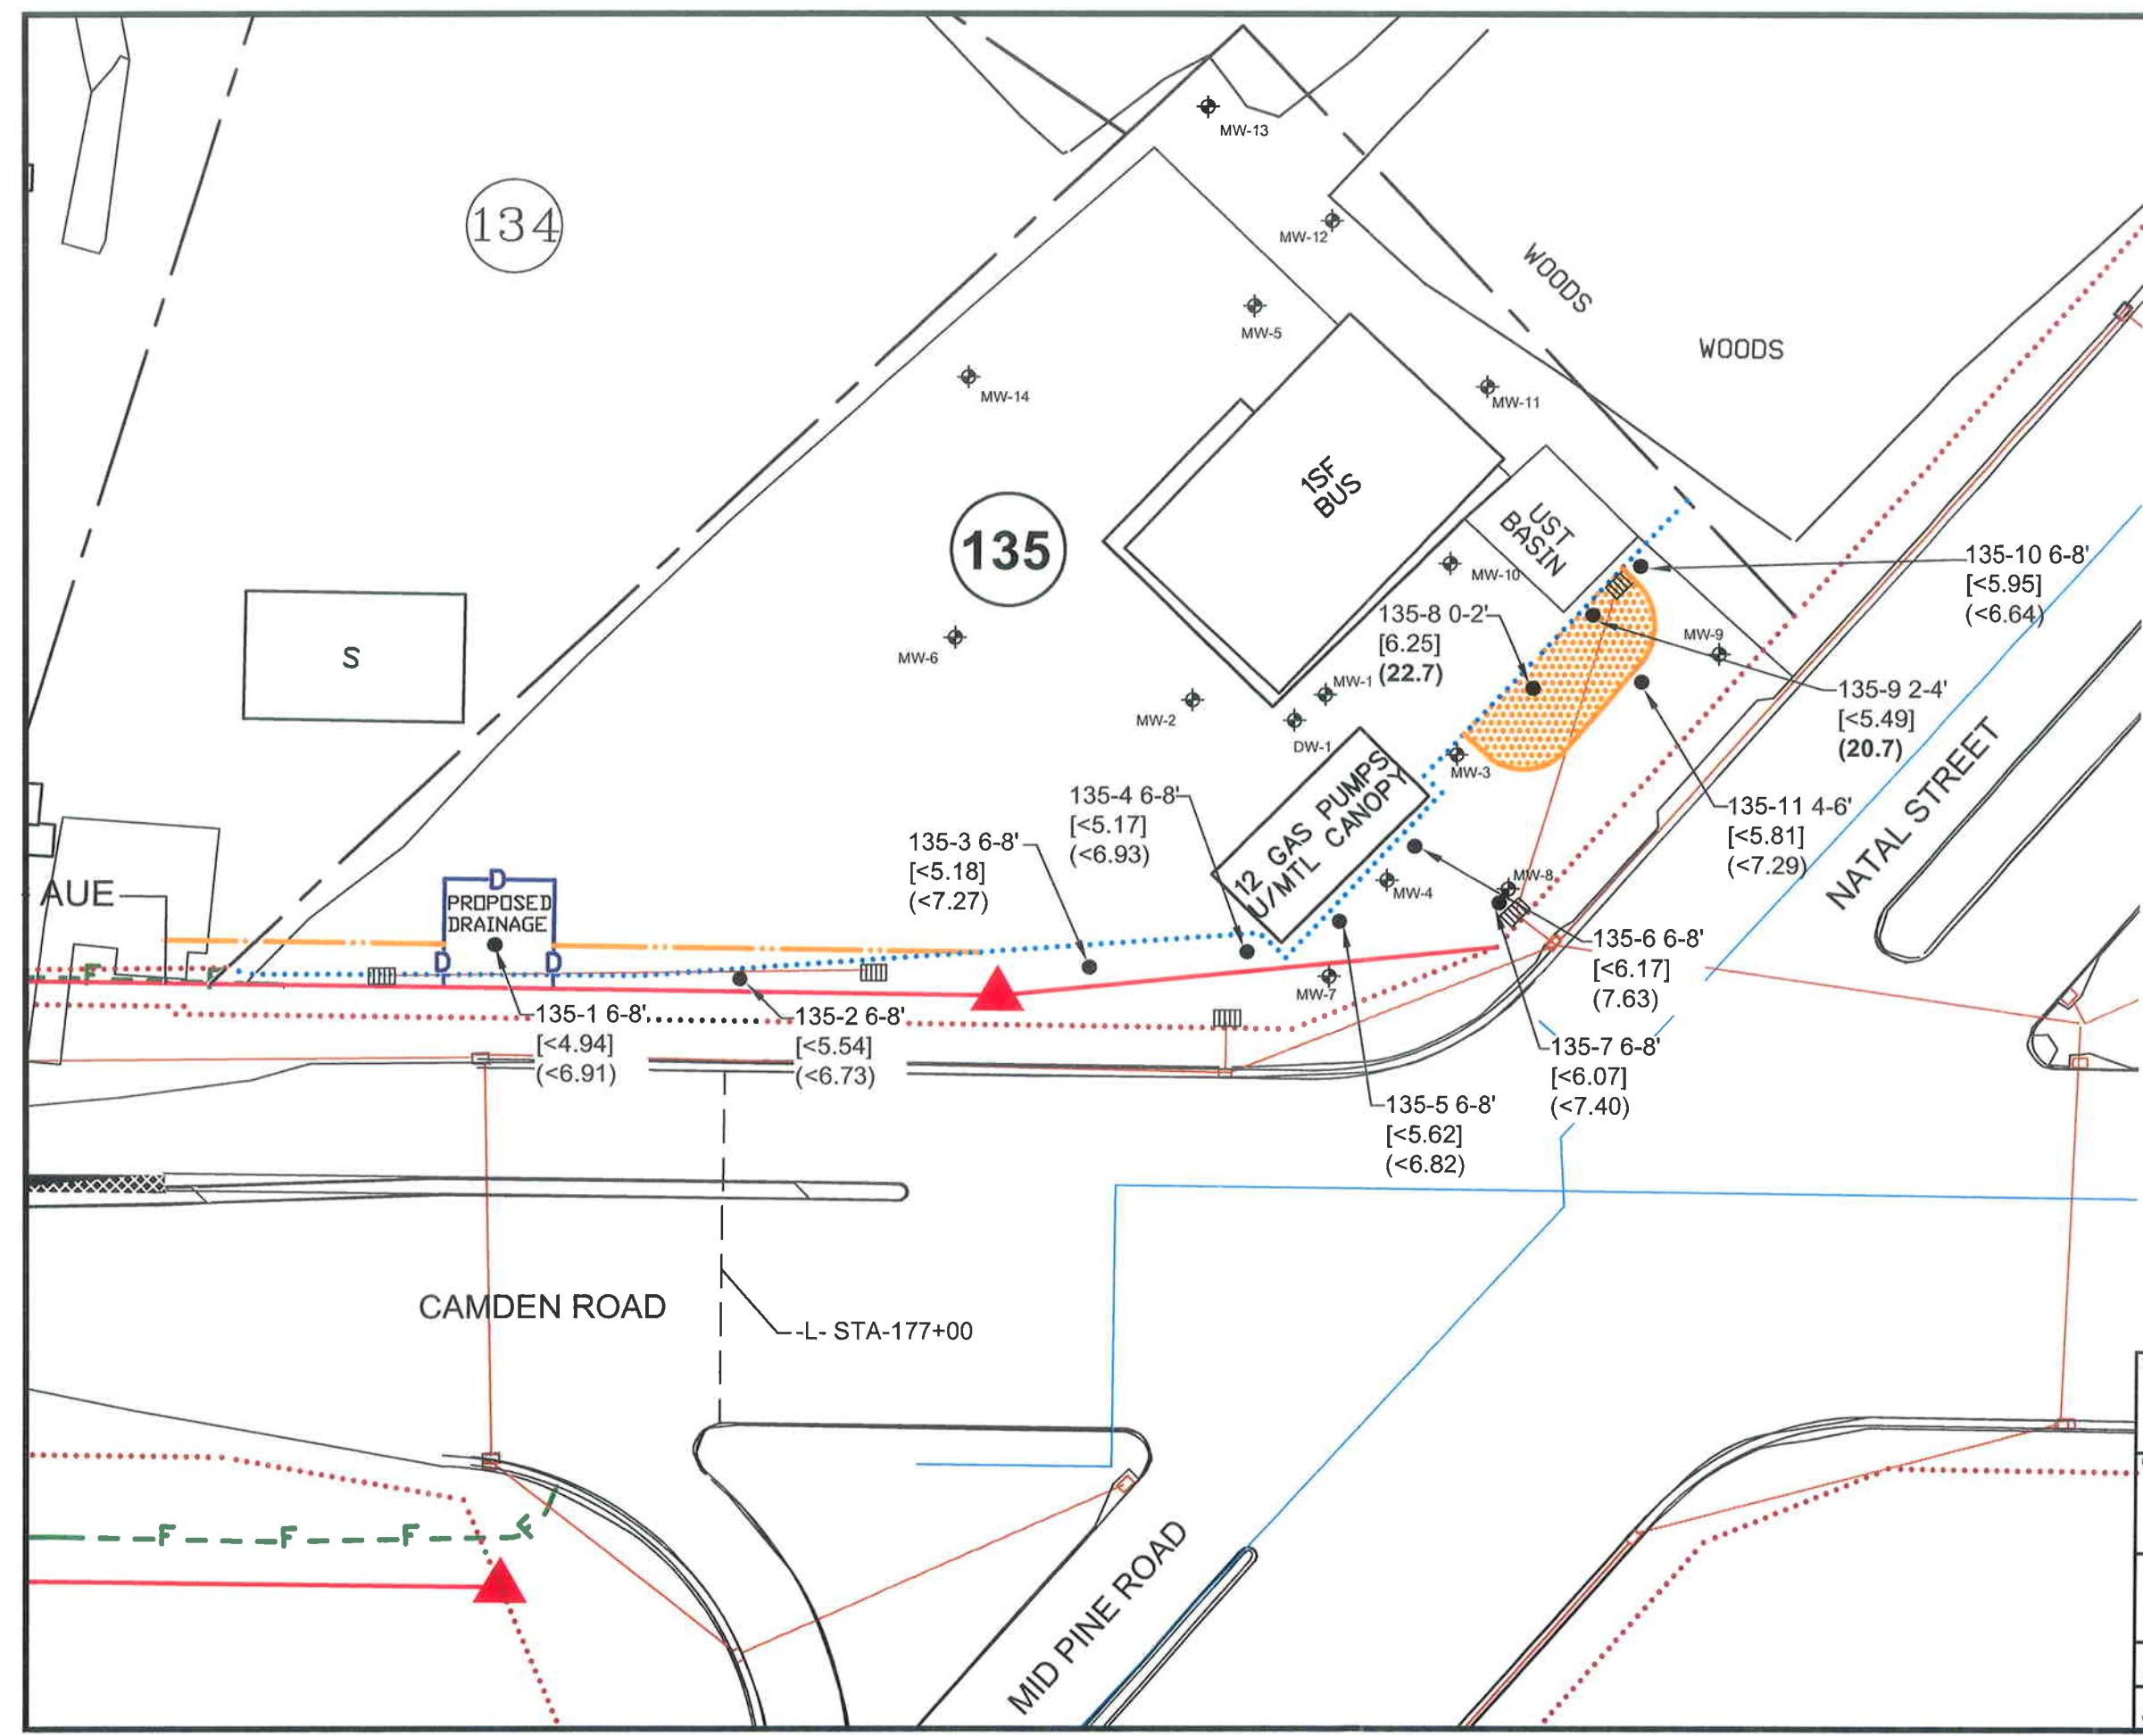 MW-13
134
MW-12
WOODS
WOODS
MW-5
MW-14
MW-11
1SF
BUS
UST
BASIN
135
MW-10
135-10 6-8'
[<5.95]
(<6.64)
135-8 0-2'
[6.25]
(22.7)
MW-9
S
MW-6
MW-1
MW-2
DW-1
135-9 2-4'
[<5.49]
(20.7)
MW-3
12 GAS PUMPS
U/MTL CANOPY
135-4 6-8'
[<5.17]
(<6.93)
135-11 4-6'
[<5.81]
(<7.29)
NATAL STREET
135-3 6-8'
[<5.18]
(<7.27)
MW-8
MW-4
AUE
D
PROPOSED
DRAINAGE
D
D
135-6 6-8'
[<6.17]
(7.63)
F
F
MW-7
135-1 6-8'
[<4.94]
(<6.91)
135-2 6-8'
[<5.54]
(<6.73)
135-7 6-8'
[<6.07]
(<7.40)
135-5 6-8'
[<5.62]
(<6.82)
CAMDEN ROAD
-L- STA-177+00
F
F
F
F
MID PINE ROAD